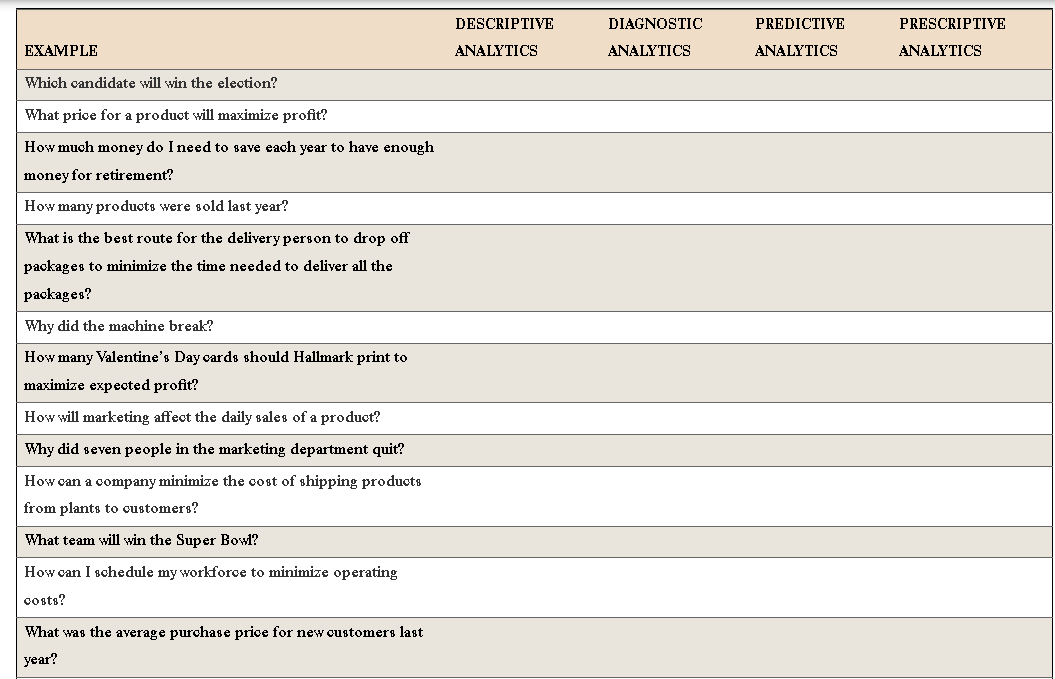 DESCRIPTIVE DIAGNOSTIC PREDICTIVE PRESCRIPTIVE
EXAMPLE ANALYTICS ANALYTICS ANALYTICS ANALYTICS
Which candidate will win the election?
What price for a product will maximize profit?
How much money do I need to save each year to have enough
money for retirement?
How many products were sold last year?
What is the best route for the delivery person to drop off
packages to minimize the time needed to deliver all the
packages?
Why did the machine break?
How many Valentine's Day cards should Hallmark print to
maximize expected profit?
How will marketing affect the daily sales of a product?
Why did seven people in the marketing department quit?
How can a company minimize the cost of shipping products
from plants to customers?
What team will win the Super Bowl?
How can I schedule my workforce to minimize operating
costs?
What was the average purchase price for new customers last
year?